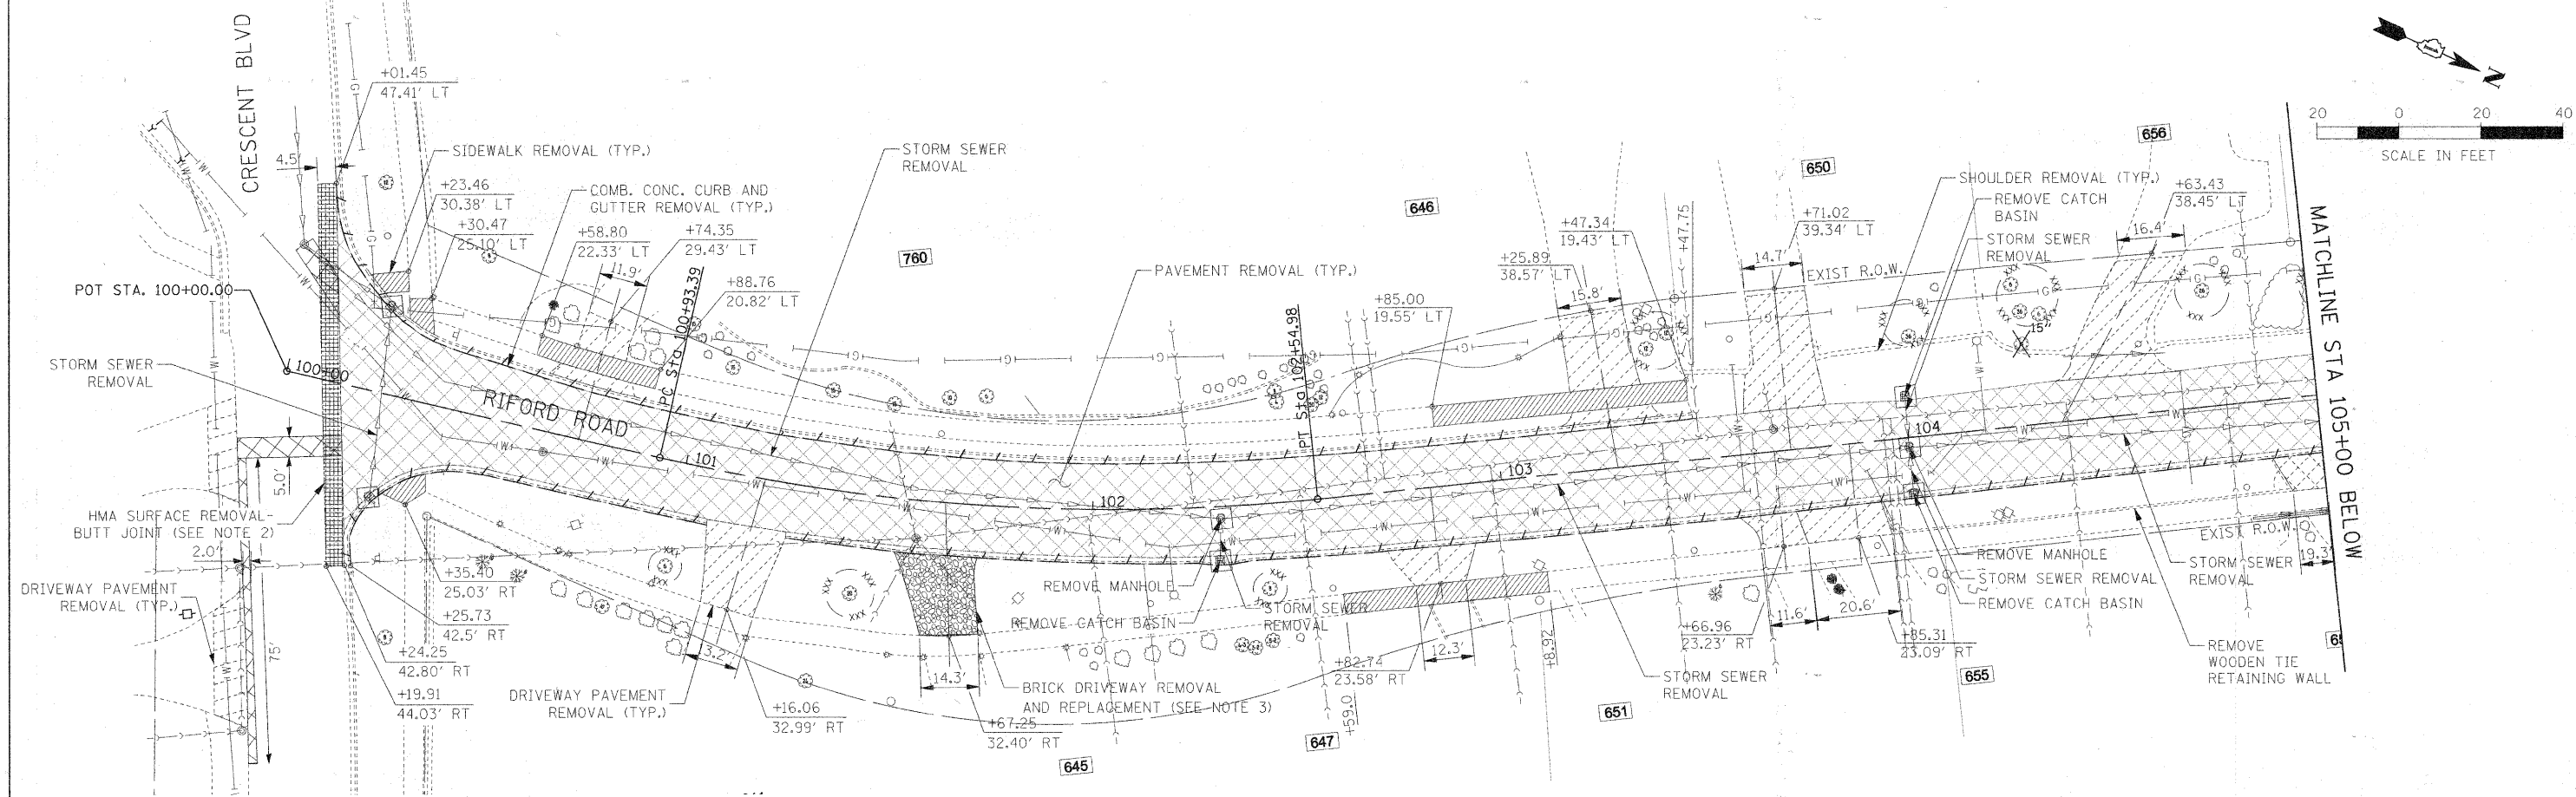 CRESCENT BLVD
+01.45
47.41' LT
4.5'
SIDEWALK REMOVAL (TYP.)
+23.46
30.38' LT
+30.47
25.10' LT
COMB. CONC. CURB AND
GUTTER REMOVAL (TYP.)
+58.80
22.33' LT
11.9'
+74.35
29.43' LT
+88.76
20.82' LT
PC Sta 100+93.39
STORM SEWER
REMOVAL
760
PAVEMENT REMOVAL (TYP.)
646
PT Sta 102+54.98
+85.00
19.55' LT
+25.89
38.57' LT
15.8'
+47.34
19.43' LT
+47.75
14.7'
650
+71.02
39.34' LT
EXIST R.O.W.
SHOULDER REMOVAL (TYP.)
REMOVE CATCH
BASIN
STORM SEWER
REMOVAL
656
+63.43
38.45' LT
16.4'
15"
N
20 0 20 40
SCALE IN FEET
MATCHLINE STA 105+00 BELOW
POT STA. 100+00.00
100+00
STORM SEWER
REMOVAL
RIFORD ROAD
101
102
103
104
5.0'
HMA SURFACE REMOVAL-
BUTT JOINT (SEE NOTE 2)
2.0'
DRIVEWAY PAVEMENT
REMOVAL (TYP.)
75'
+35.40
25.03' RT
+25.73
42.5' RT
+24.25
42.80' RT
+19.91
44.03' RT
DRIVEWAY PAVEMENT
REMOVAL (TYP.)
+16.06
32.99' RT
14.3'
+67.25
32.40' RT
BRICK DRIVEWAY REMOVAL
AND REPLACEMENT (SEE NOTE 3)
REMOVE MANHOLE
REMOVE CATCH BASIN
STORM SEWER
REMOVAL
645
647
+59.0
+82.74
23.58' RT
12.3'
+8.92
651
STORM SEWER
REMOVAL
+66.96
23.23' RT
11.6'
20.6'
+85.31
23.09' RT
655
REMOVE MANHOLE
STORM SEWER REMOVAL
REMOVE CATCH BASIN
REMOVE
WOODEN TIE
RETAINING WALL
STORM SEWER
REMOVAL
EXIST R.O.W.
19.3'